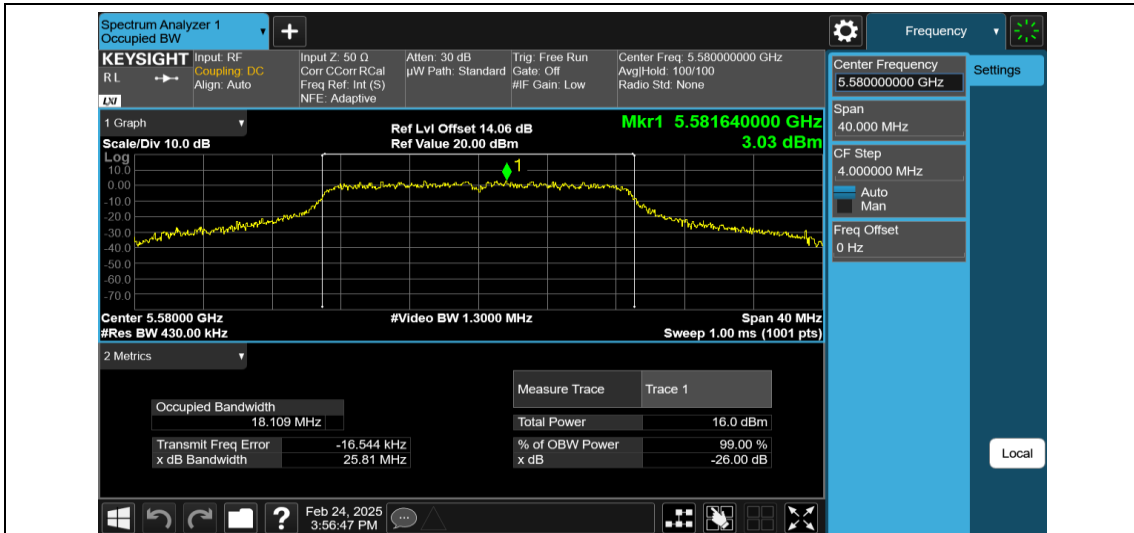 Spectrum Analyzer 1
Occupied BW
Frequency
KEYSIGHT
R L
LXI
Input: RF
Coupling: DC
Align: Auto
Input Z: 50 Ω
Corr CCorr RCal
Freq Ref: Int (S)
NFE: Adaptive
Atten: 30 dB
µW Path: Standard
Trig: Free Run
Gate: Off
#IF Gain: Low
Center Freq: 5.580000000 GHz
Avg|Hold: 100/100
Radio Std: None
Center Frequency
5.580000000 GHz
Settings
Span
40.000 MHz
CF Step
4.000000 MHz
Auto
Man
Freq Offset
0 Hz
Local
1 Graph
Scale/Div 10.0 dB
Ref Lvl Offset 14.06 dB
Ref Value 20.00 dBm
Mkr1 5.581640000 GHz
3.03 dBm
Log
10.0
0.00
-10.0
-20.0
-30.0
-40.0
-50.0
-60.0
-70.0
1
Center 5.58000 GHz
#Video BW 1.3000 MHz
Span 40 MHz
#Res BW 430.00 kHz
Sweep 1.00 ms (1001 pts)
2 Metrics
Measure Trace Trace 1
Occupied Bandwidth
18.109 MHz
Total Power 16.0 dBm
Transmit Freq Error -16.544 kHz
% of OBW Power 99.00 %
x dB Bandwidth 25.81 MHz
x dB -26.00 dB
Feb 24, 2025
3:56:47 PM